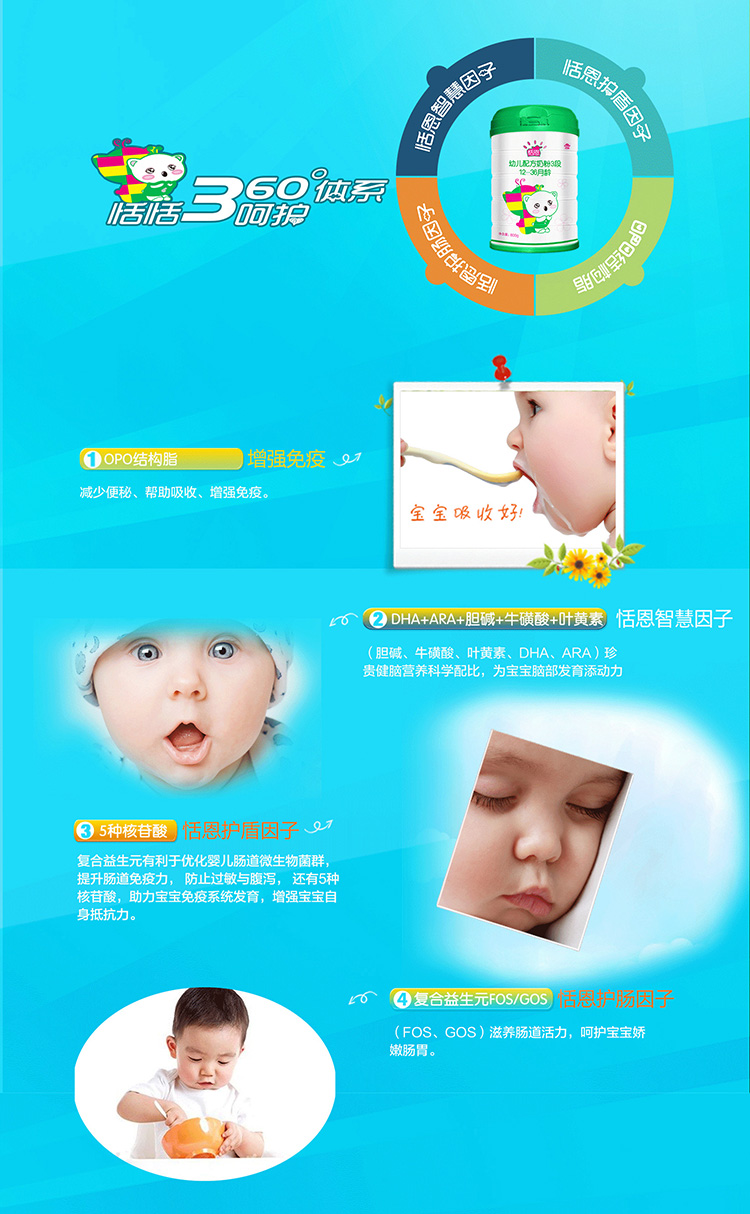 恬恬360°体系
呵护
恬恩智慧因子
恬恩护盾因子
恬恩护肠因子
OPO结构脂
幼儿配方奶粉3段
12-36月龄
1 OPO结构脂 增强免疫
减少便秘、帮助吸收、增强免疫。
宝宝吸收好!
2 DHA+ARA+胆碱+牛磺酸+叶黄素 恬恩智慧因子
（胆碱、牛磺酸、叶黄素、DHA、ARA）珍
贵健脑营养科学配比，为宝宝脑部发育添动力
3 5种核苷酸 恬恩护盾因子
复合益生元有利于优化婴儿肠道微生物菌群，
提升肠道免疫力， 防止过敏与腹泻， 还有5种
核苷酸，助力宝宝免疫系统发育，增强宝宝自
身抵抗力。
4 复合益生元FOS/GOS 恬恩护肠因子
（FOS、GOS）滋养肠道活力，呵护宝宝娇
嫩肠胃。